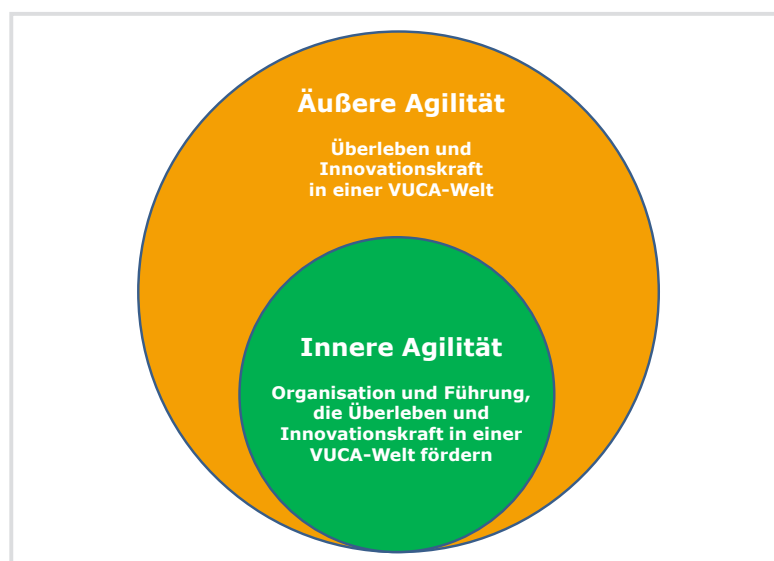 Äußere Agilität
Überleben und
Innovationskraft
in einer VUCA-Welt
Innere Agilität
Organisation und Führung,
die Überleben und
Innovationskraft in einer
VUCA-Welt fördern